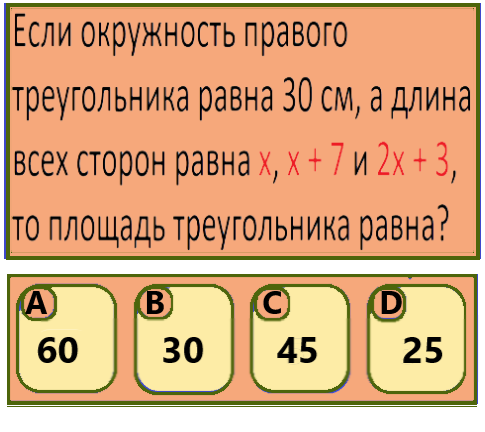 Если окружность правого
треугольника равна 30 см, а длина
всех сторон равна x, x + 7 и 2x + 3,
то площадь треугольника равна?
A B C D
60 30 45 25